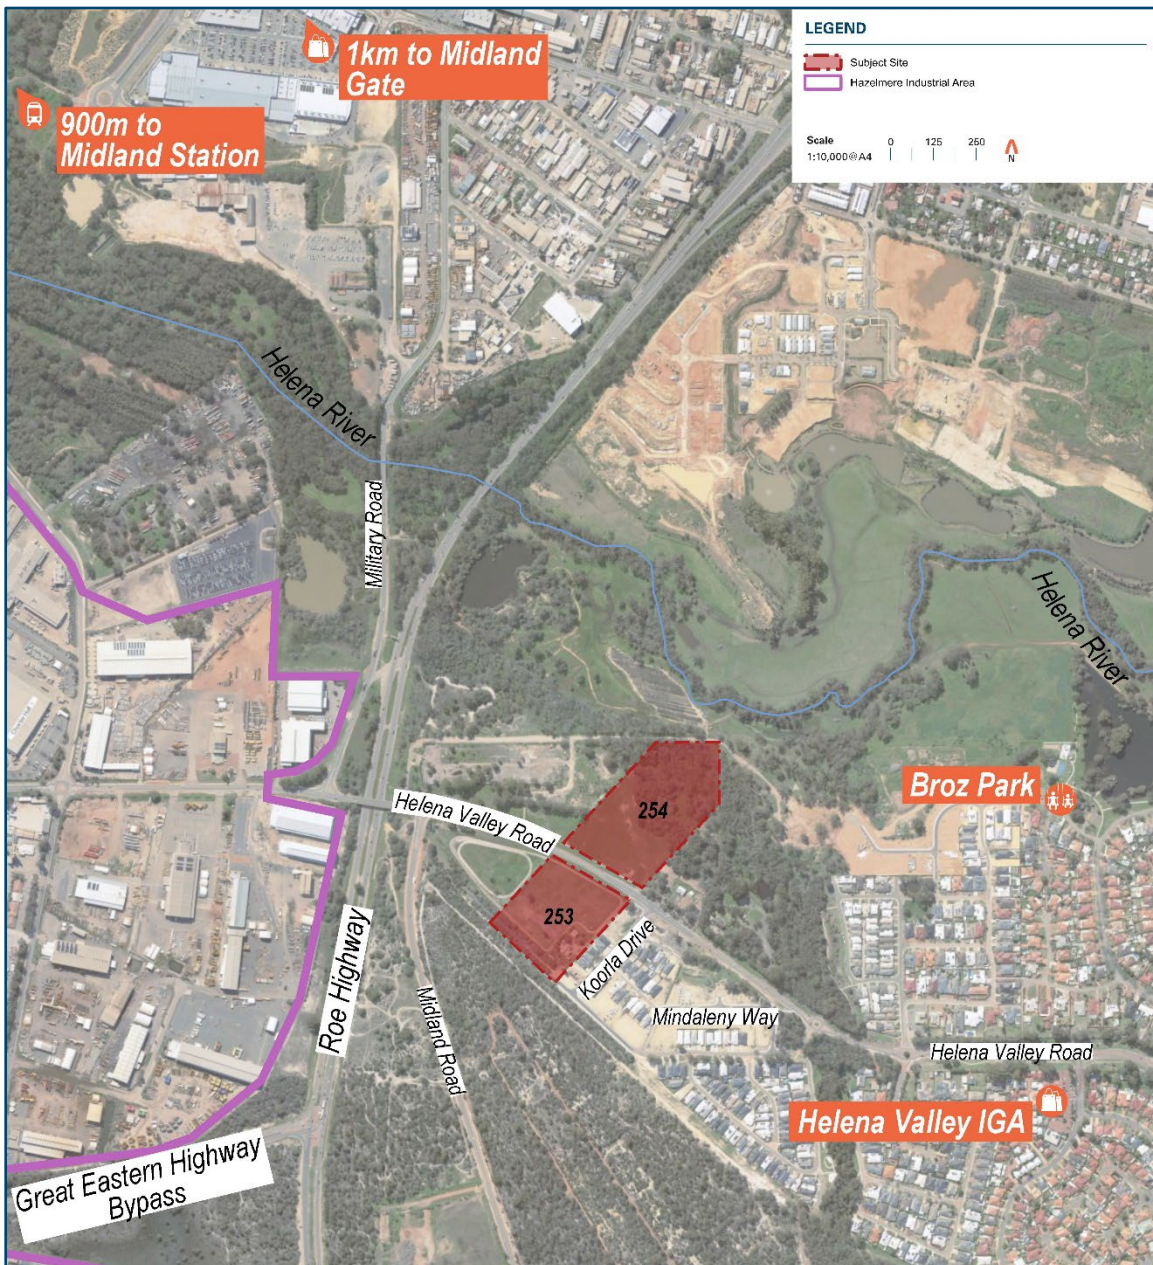 LEGEND
Subject Site
Hazelmere Industrial Area
Scale
1:10,000@A4
0 125 260
N
1km to Midland
Gate
900m to
Midland Station
Helena River
Military Road
Helena River
Broz Park
254
Helena Valley Road
253
Koorla Drive
Roe Highway
Midland Road
Mindaleny Way
Helena Valley Road
Helena Valley IGA
Great Eastern Highway
Bypass